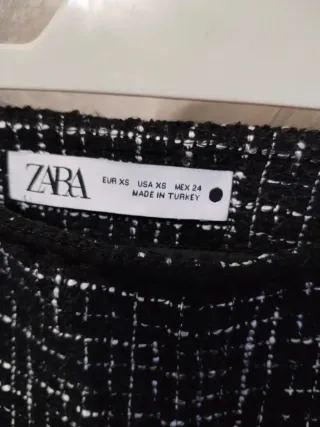 ZARA
EUR XS USA XS MEX 24
MADE IN TURKEY